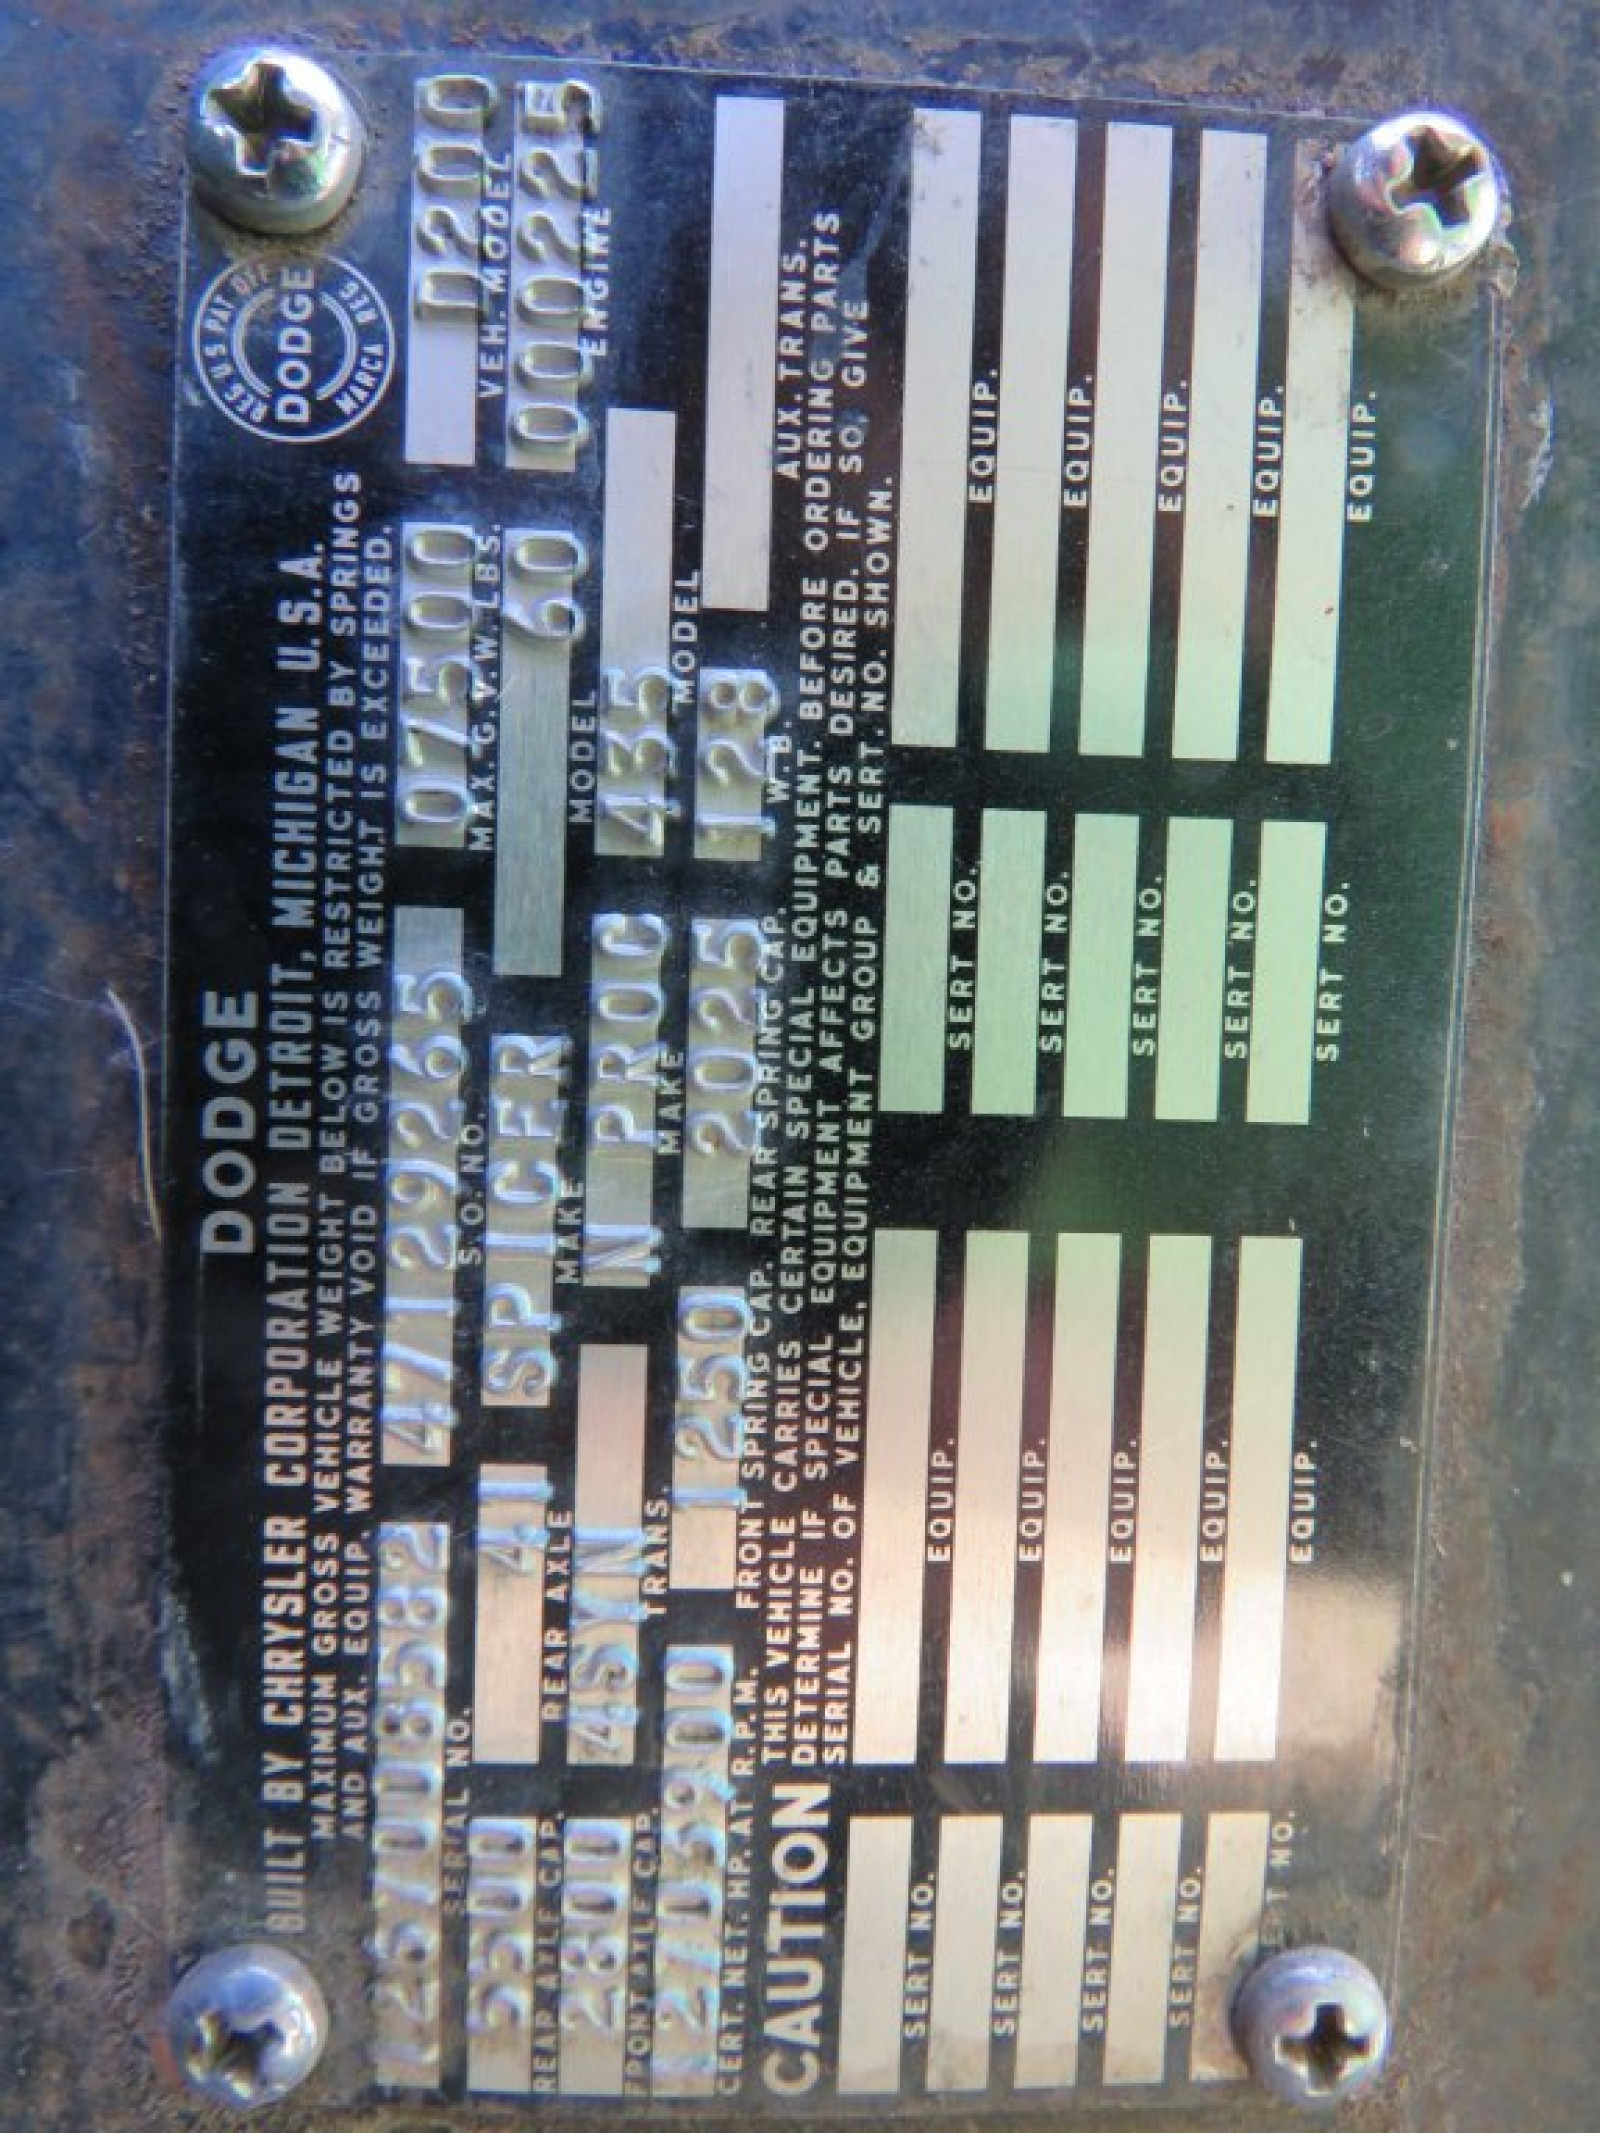 DODGE
BUILT BY CHRYSLER CORPORATION DETROIT, MICHIGAN U.S.A.
MAXIMUM GROSS VEHICLE WEIGHT BELOW IS RESTRICTED BY SPRINGS
AND AUX. EQUIP. WARRANTY VOID IF GROSS WEIGHT IS EXCEEDED.
REG U S PAT OFF DODGE MARCA REG
1267008582 47129265 07500 D200
SERIAL NO. S.O. NO. MAX. G.V.W. LBS. VEH. MODEL
5500 41 SPICER 60 000225
REAR AXLE CAP. REAR AXLE MAKE MODEL ENGINE
2800 4SYN N PROC 435
FRONT AXLE CAP. TRANS. MAKE MODEL
1250 2025 128
CERT. NET. HP. AT R.P.M. FRONT SPRING CAP. REAR SPRING CAP. W.B. AUX. TRANS.
CAUTION
THIS VEHICLE CARRIES CERTAIN SPECIAL EQUIPMENT. BEFORE ORDERING PARTS
DETERMINE IF SPECIAL EQUIPMENT AFFECTS PARTS DESIRED. IF SO, GIVE
SERIAL NO. OF VEHICLE, EQUIPMENT GROUP & SERT. NO. SHOWN.
SERT NO. EQUIP. SERT NO. EQUIP.
SERT NO. EQUIP. SERT NO. EQUIP.
SERT NO. EQUIP. SERT NO. EQUIP.
SERT NO. EQUIP. SERT NO. EQUIP.
SERT NO. EQUIP. SERT NO. EQUIP.